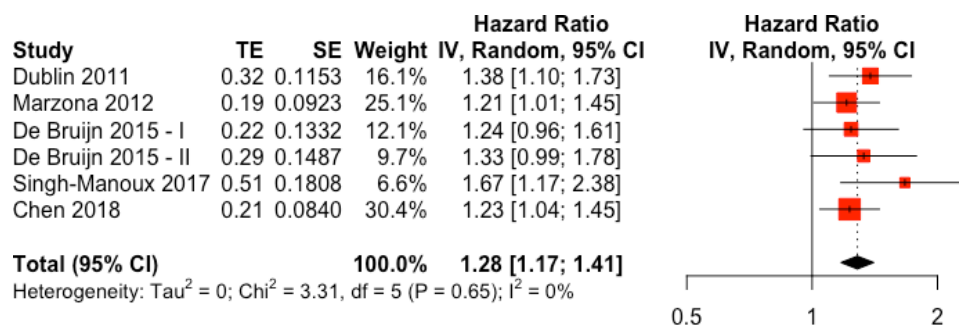 Hazard Ratio Hazard Ratio
Study TE SE Weight IV, Random, 95% CI IV, Random, 95% CI
Dublin 2011 0.32 0.1153 16.1% 1.38 [1.10; 1.73]
Marzona 2012 0.19 0.0923 25.1% 1.21 [1.01; 1.45]
De Bruijn 2015 - I 0.22 0.1332 12.1% 1.24 [0.96; 1.61]
De Bruijn 2015 - II 0.29 0.1487 9.7% 1.33 [0.99; 1.78]
Singh-Manoux 2017 0.51 0.1808 6.6% 1.67 [1.17; 2.38]
Chen 2018 0.21 0.0840 30.4% 1.23 [1.04; 1.45]
Total (95% CI) 100.0% 1.28 [1.17; 1.41]
Heterogeneity: Tau² = 0; Chi² = 3.31, df = 5 (P = 0.65); I² = 0%
0.5 1 2